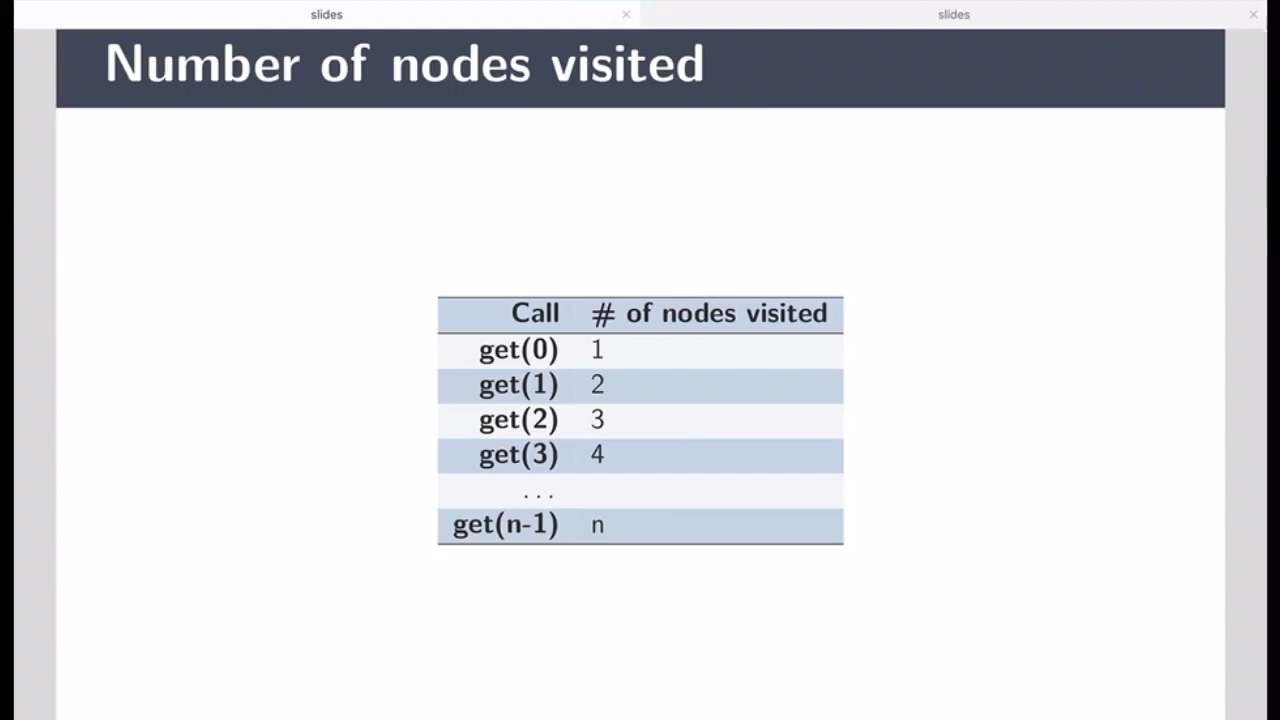 slides
slides
Number of nodes visited
Call # of nodes visited
get(0) 1
get(1) 2
get(2) 3
get(3) 4
...
get(n-1) n